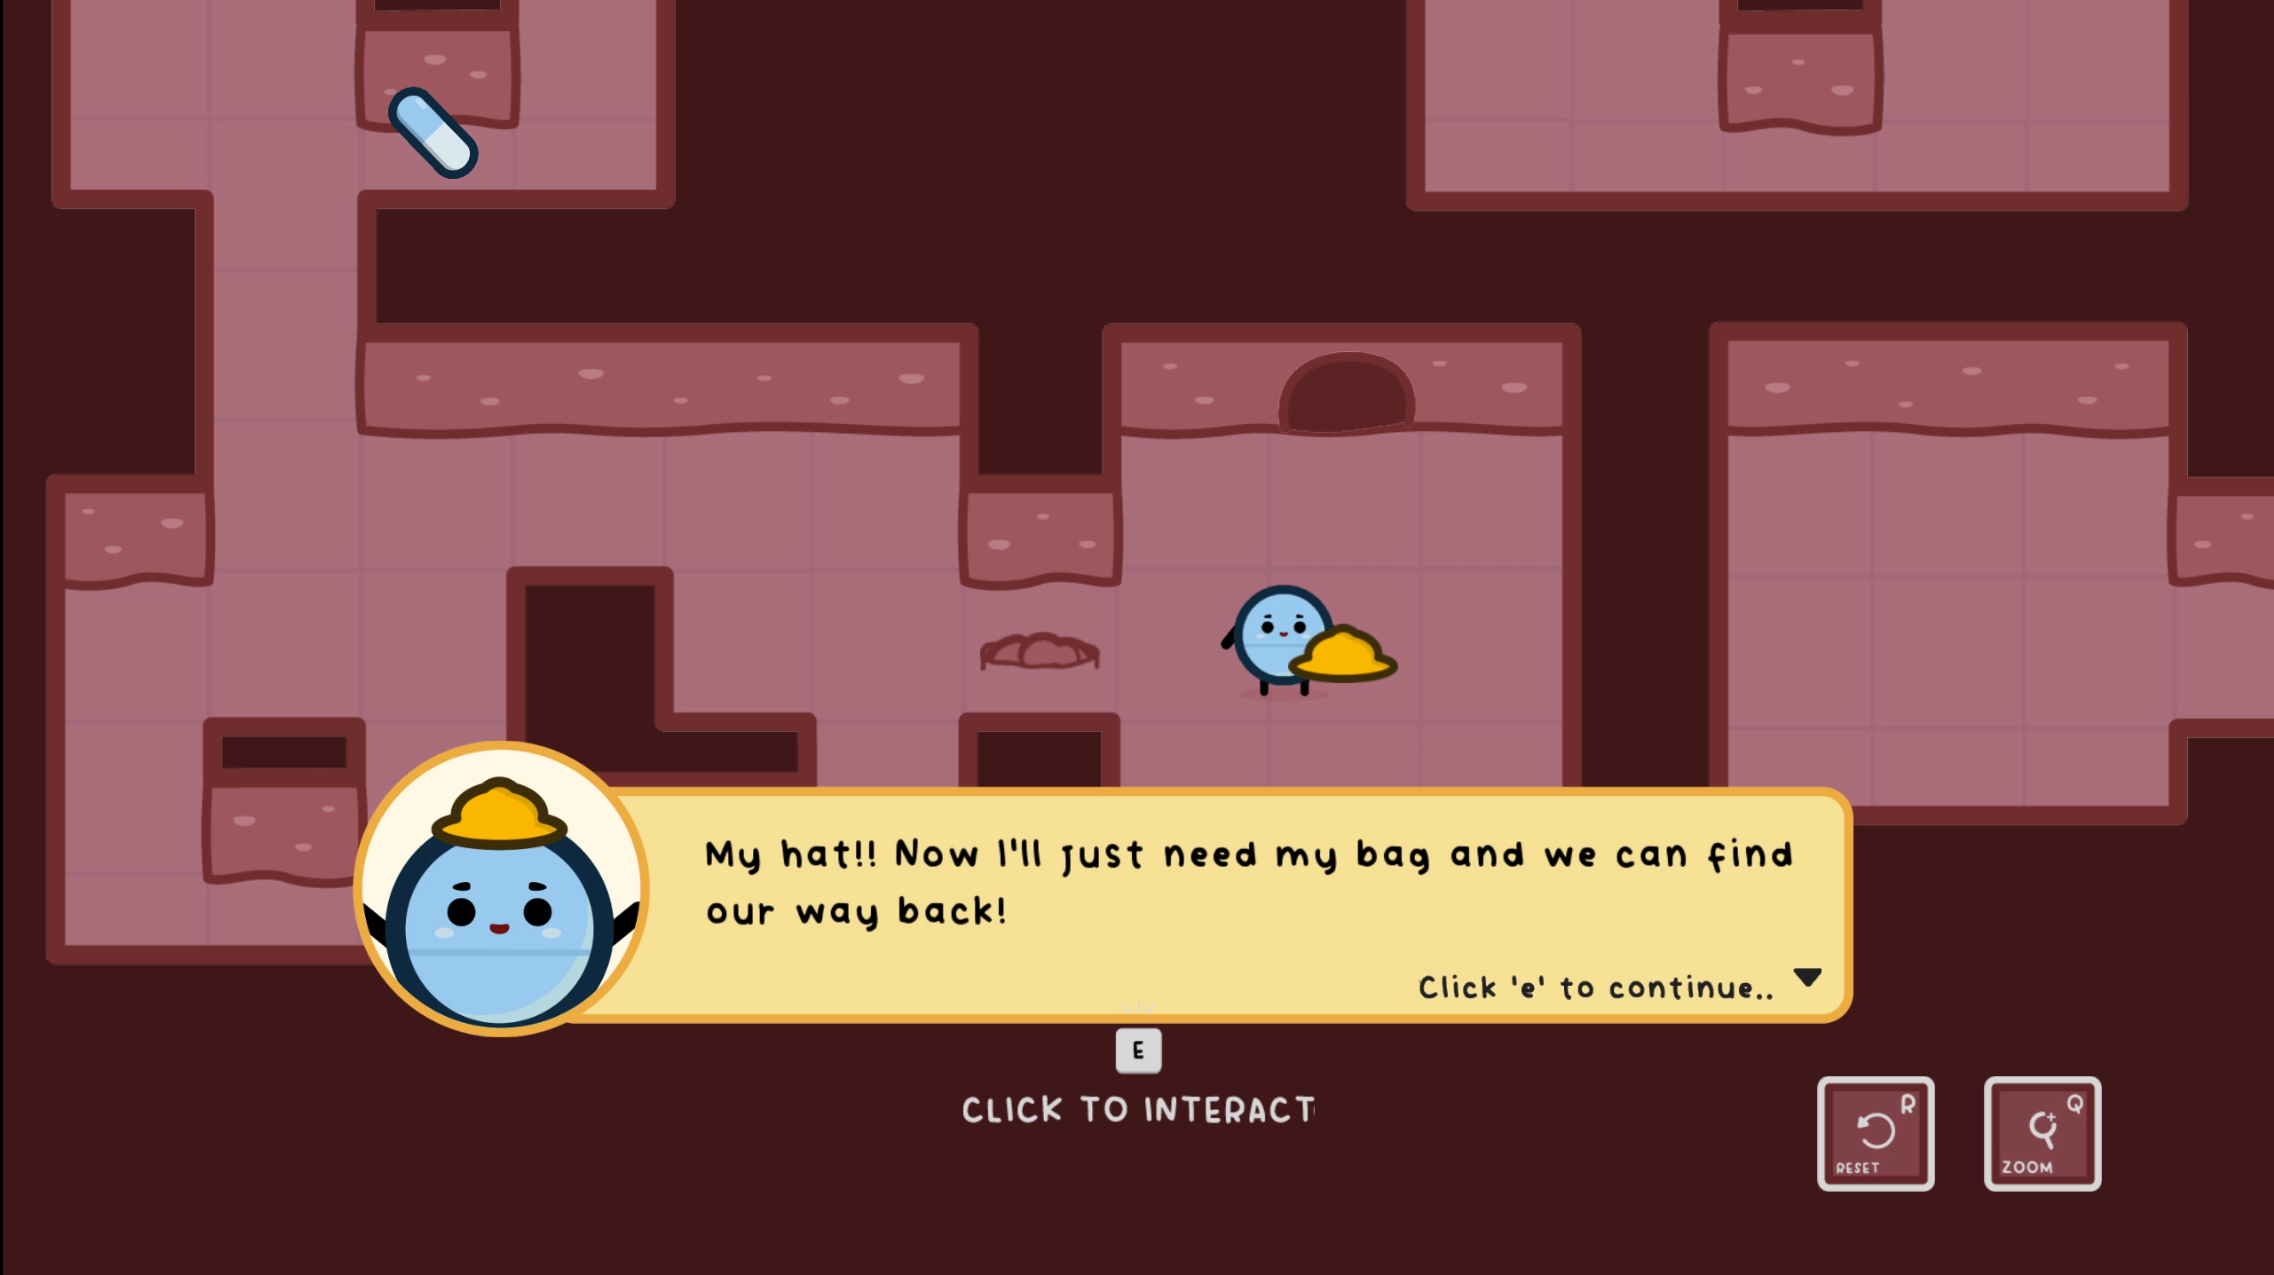 My hat!! Now I'll just need my bag and we can find
our way back!
Click 'e' to continue..
E
CLICK TO INTERACT
R
RESET
Q
ZOOM